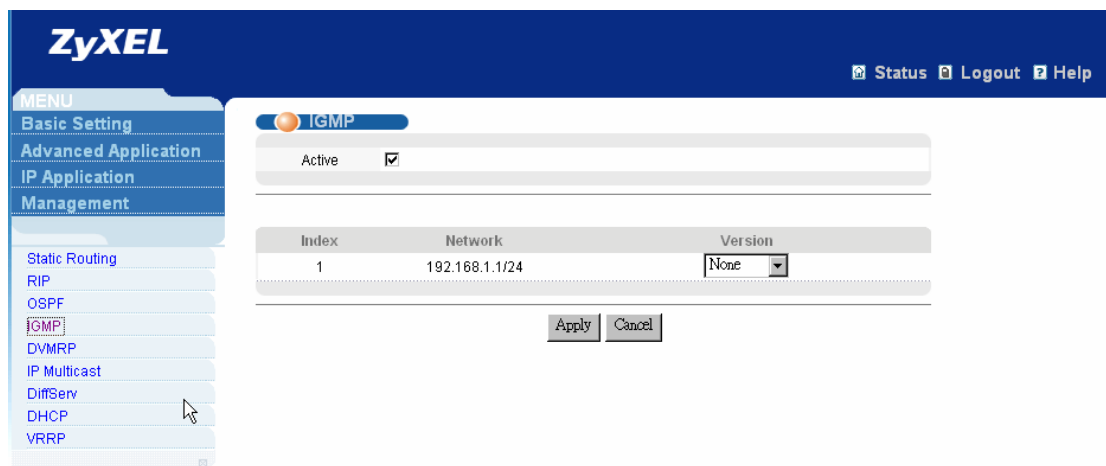 ZyXEL
Status Logout Help
MENU
Basic Setting
Advanced Application
IP Application
Management
Static Routing
RIP
OSPF
IGMP
DVMRP
IP Multicast
DiffServ
DHCP
VRRP
IGMP
Active
Index Network Version
1 192.168.1.1/24 None
Apply Cancel